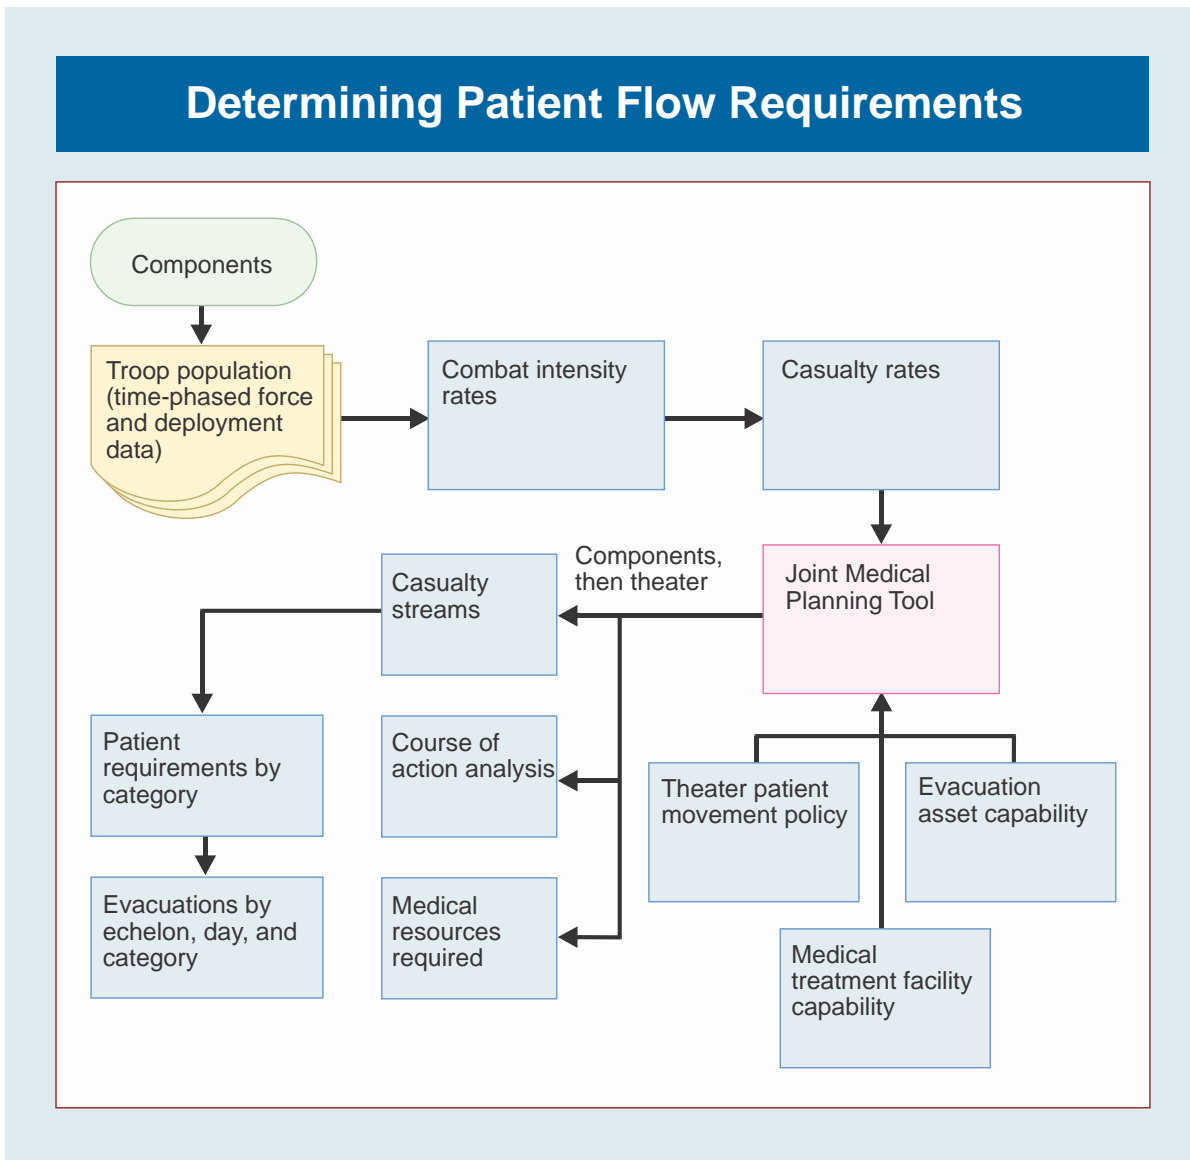 Determining Patient Flow Requirements
Components
Troop population
(time-phased force
and deployment
data)
Combat intensity
rates
Casualty rates
Components,
then theater
Casualty
streams
Joint Medical
Planning Tool
Patient
requirements by
category
Course of
action analysis
Theater patient
movement policy
Evacuation
asset capability
Evacuations by
echelon, day, and
category
Medical
resources
required
Medical
treatment facility
capability